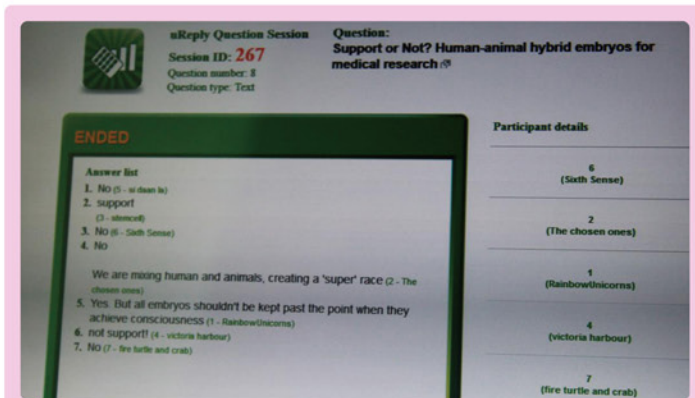 uReply Question Session
Session ID: 267
Question number: 8
Question type: Text
Question:
Support or Not? Human-animal hybrid embryos for
medical research
ENDED
Answer list
1. No (5 - si daan la)
2. support
(3 - stemcell)
3. No (6 - Sixth Sense)
4. No
We are mixing human and animals, creating a 'super' race (2 - The
chosen ones)
5. Yes. But all embryos shouldn't be kept past the point when they
achieve consciousness (1 - RainbowUnicorns)
6. not support! (4 - victoria harbour)
7. No (7 - fire turtle and crab)
Participant details
6
(Sixth Sense)
2
(The chosen ones)
1
(RainbowUnicorns)
4
(victoria harbour)
7
(fire turtle and crab)